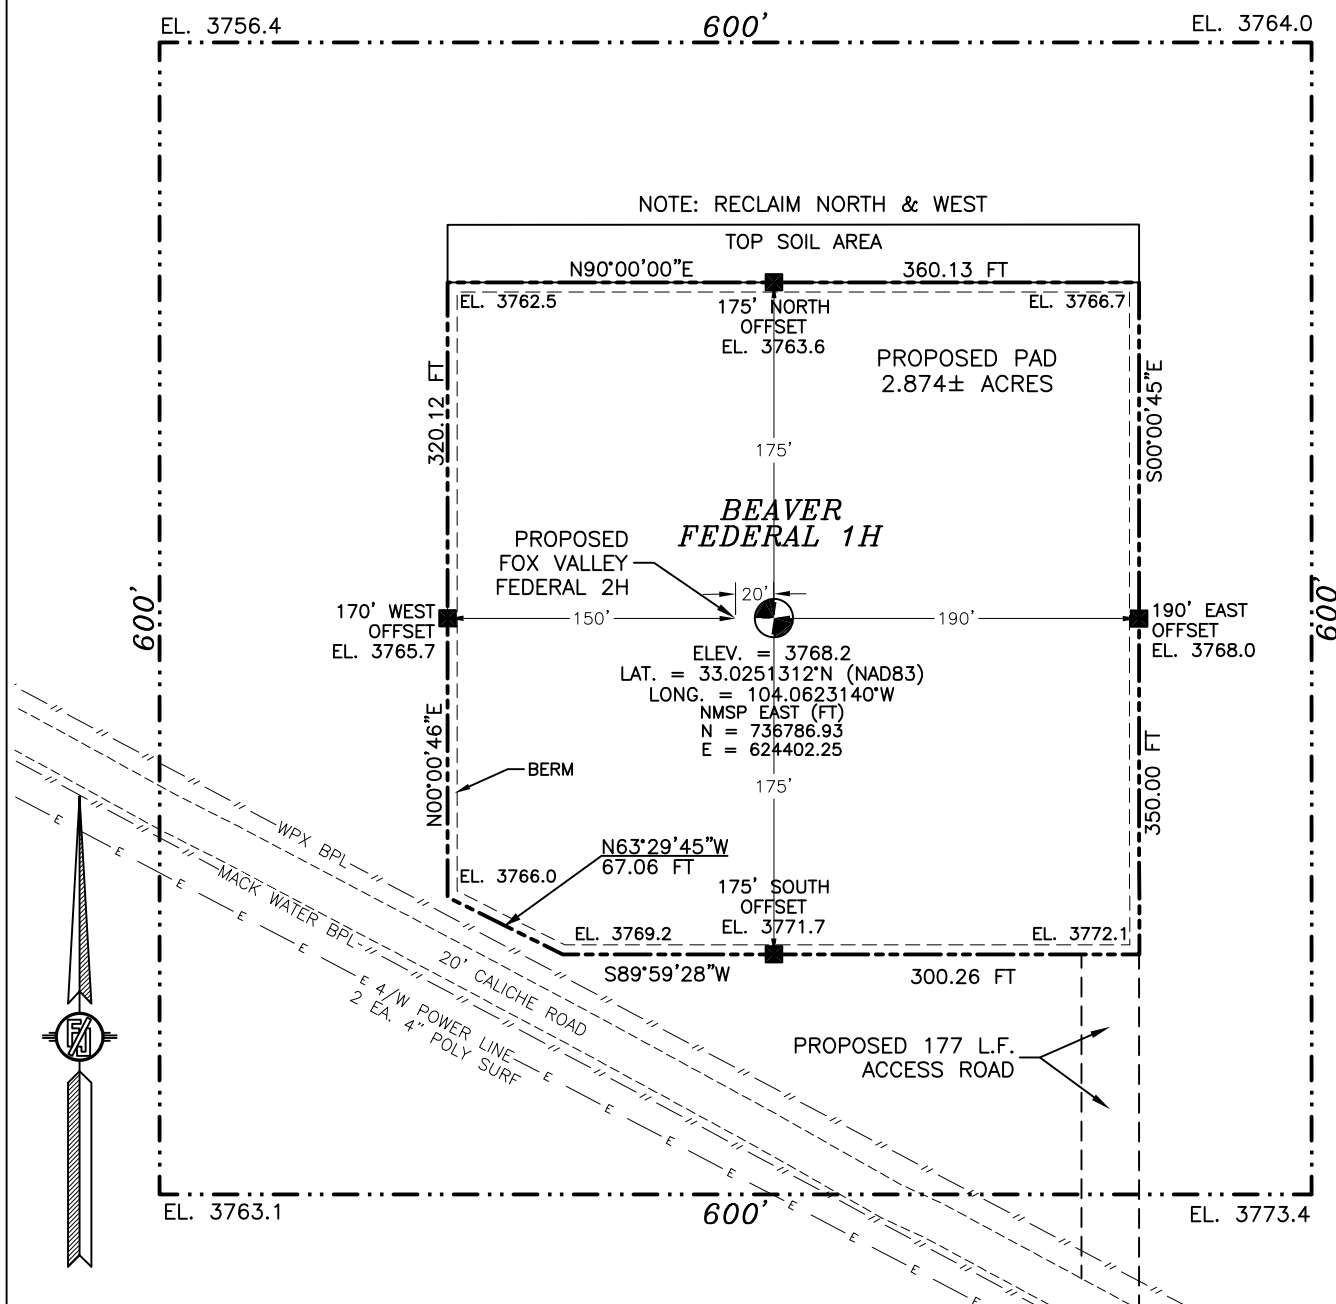 EL. 3756.4
600'
EL. 3764.0
NOTE: RECLAIM NORTH & WEST
TOP SOIL AREA
N90°00'00"E
360.13 FT
EL. 3762.5
175' NORTH
OFFSET
EL. 3763.6
EL. 3766.7
PROPOSED PAD
2.874± ACRES
320.12 FT
S00°00'45"E
175'
BEAVER
FEDERAL 1H
PROPOSED
FOX VALLEY
FEDERAL 2H
20'
600'
170' WEST
OFFSET
EL. 3765.7
150'
190'
190' EAST
OFFSET
EL. 3768.0
600'
ELEV. = 3768.2
LAT. = 33.0251312°N (NAD83)
LONG. = 104.0623140°W
NMSP EAST (FT)
N = 736786.93
E = 624402.25
N00°00'46"E
BERM
175'
350.00 FT
WPX BPL
N63°29'45"W
67.06 FT
EL. 3766.0
175' SOUTH
OFFSET
EL. 3771.7
MACK WATER BPL
EL. 3769.2
EL. 3772.1
S89°59'28"W
300.26 FT
20' CALICHE ROAD
E 4/W POWER LINE
2 EA. 4" POLY SURF
PROPOSED 177 L.F.
ACCESS ROAD
EL. 3763.1
600'
EL. 3773.4